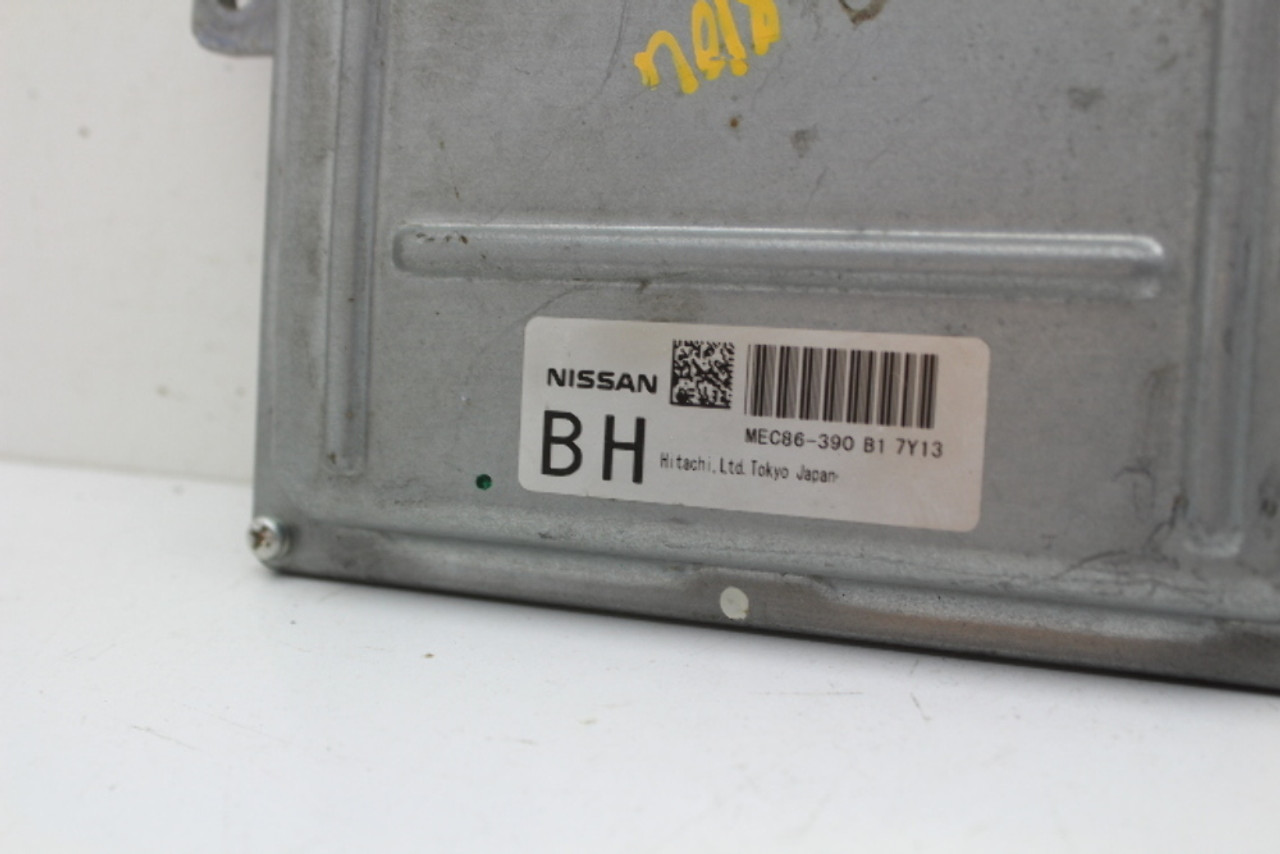 NISSAN
MEC86-390 B1 7Y13
BH
Hitachi, Ltd. Tokyo Japan